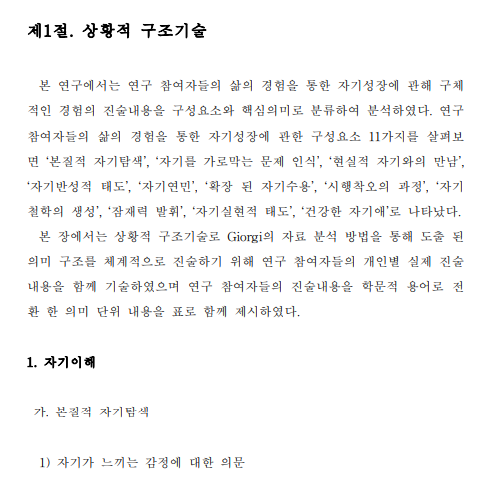 제1절. 상황적 구조기술
본 연구에서는 연구 참여자들의 삶의 경험을 통한 자기성장에 관해 구체
적인 경험의 진술내용을 구성요소와 핵심의미로 분류하여 분석하였다. 연구
참여자들의 삶의 경험을 통한 자기성장에 관한 구성요소 11가지를 살펴보
면 ‘본질적 자기탐색’, ‘자기를 가로막는 문제 인식’, ‘현실적 자기와의 만남’,
‘자기반성적 태도’, ‘자기연민’, ‘확장 된 자기수용’, ‘시행착오의 과정’, ‘자기
철학의 생성’, ‘잠재력 발휘’, ‘자기실현적 태도’, ‘건강한 자기애’로 나타났다.
본 장에서는 상황적 구조기술로 Giorgi의 자료 분석 방법을 통해 도출 된
의미 구조를 체계적으로 진술하기 위해 연구 참여자들의 개인별 실제 진술
내용을 함께 기술하였으며 연구 참여자들의 진술내용을 학문적 용어로 전
환 한 의미 단위 내용을 표로 함께 제시하였다.
1. 자기이해
가. 본질적 자기탐색
1) 자기가 느끼는 감정에 대한 의문